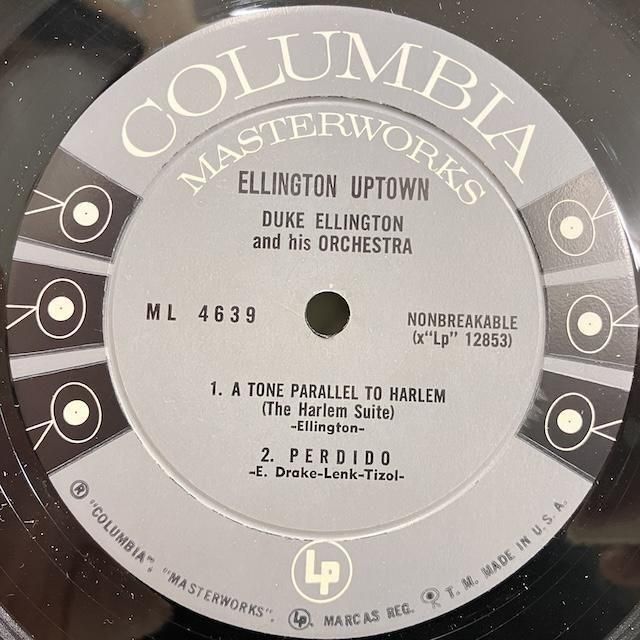 COLUMBIA
MASTERWORKS
ELLINGTON UPTOWN
DUKE ELLINGTON
and his ORCHESTRA
ML 4639
NONBREAKABLE
(x"Lp" 12853)
1. A TONE PARALLEL TO HARLEM
(The Harlem Suite)
-Ellington-
2. PERDIDO
-E. Drake-Lenk-Tizol-
LP
® "COLUMBIA", "MASTERWORKS", LP, MARCAS REG. ® T. M. MADE IN U. S. A.